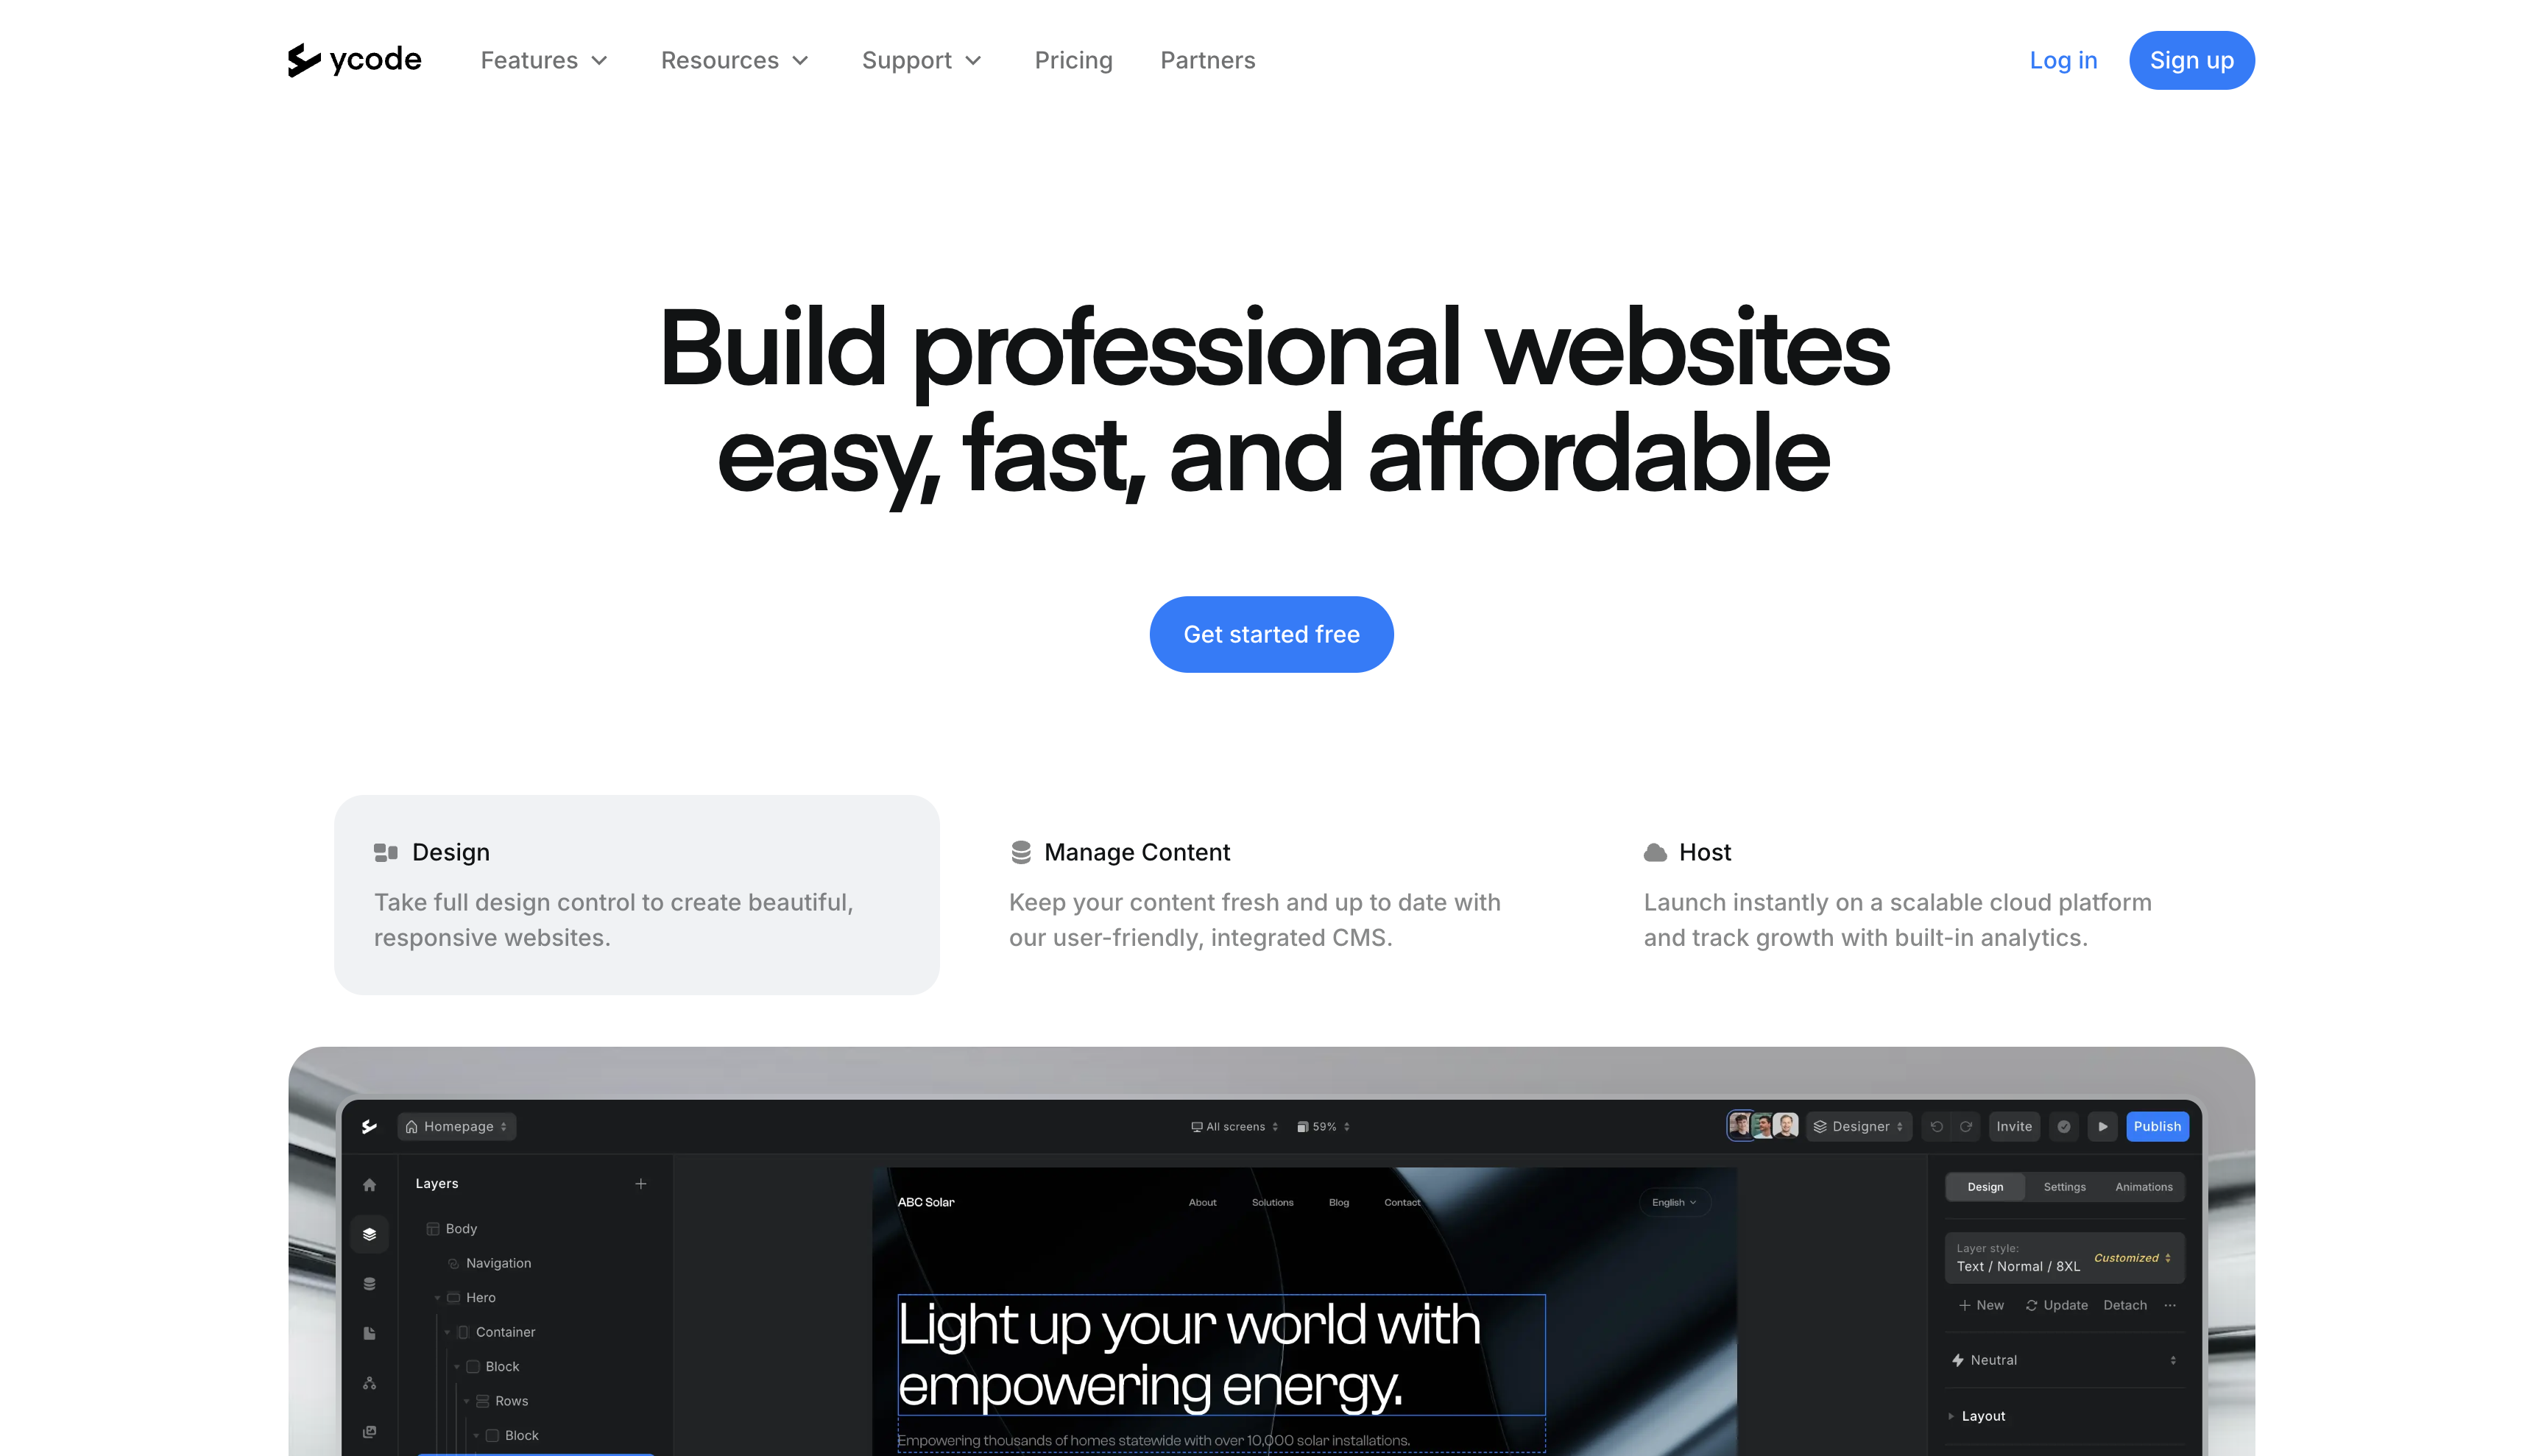 ycode
Features
Resources
Support
Pricing
Partners
Log in
Sign up
Build professional websites
easy, fast, and affordable
Get started free
Design
Take full design control to create beautiful,
responsive websites.
Manage Content
Keep your content fresh and up to date with
our user-friendly, integrated CMS.
Host
Launch instantly on a scalable cloud platform
and track growth with built-in analytics.
Homepage
All screens
59%
Designer
Invite
Publish
Layers
Body
Navigation
Hero
Container
Block
Rows
Block
ABC Solar
About
Solutions
Blog
Contact
English
Light up your world with
empowering energy.
Empowering thousands of homes statewide with over 10,000 solar installations.
Design
Settings
Animations
Layer style:
Text / Normal / 8XL
Customized
New
Update
Detach
Neutral
Layout